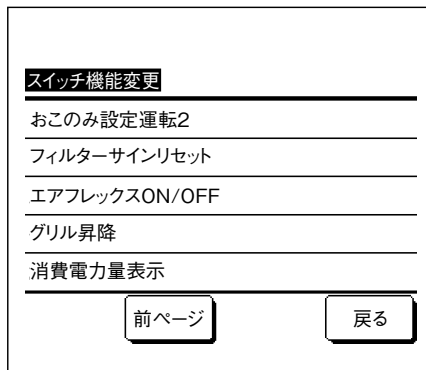 スイッチ機能変更
おこのみ設定運転2
フィルターサインリセット
エアフレックスON/OFF
グリル昇降
消費電力量表示
前ページ 戻る